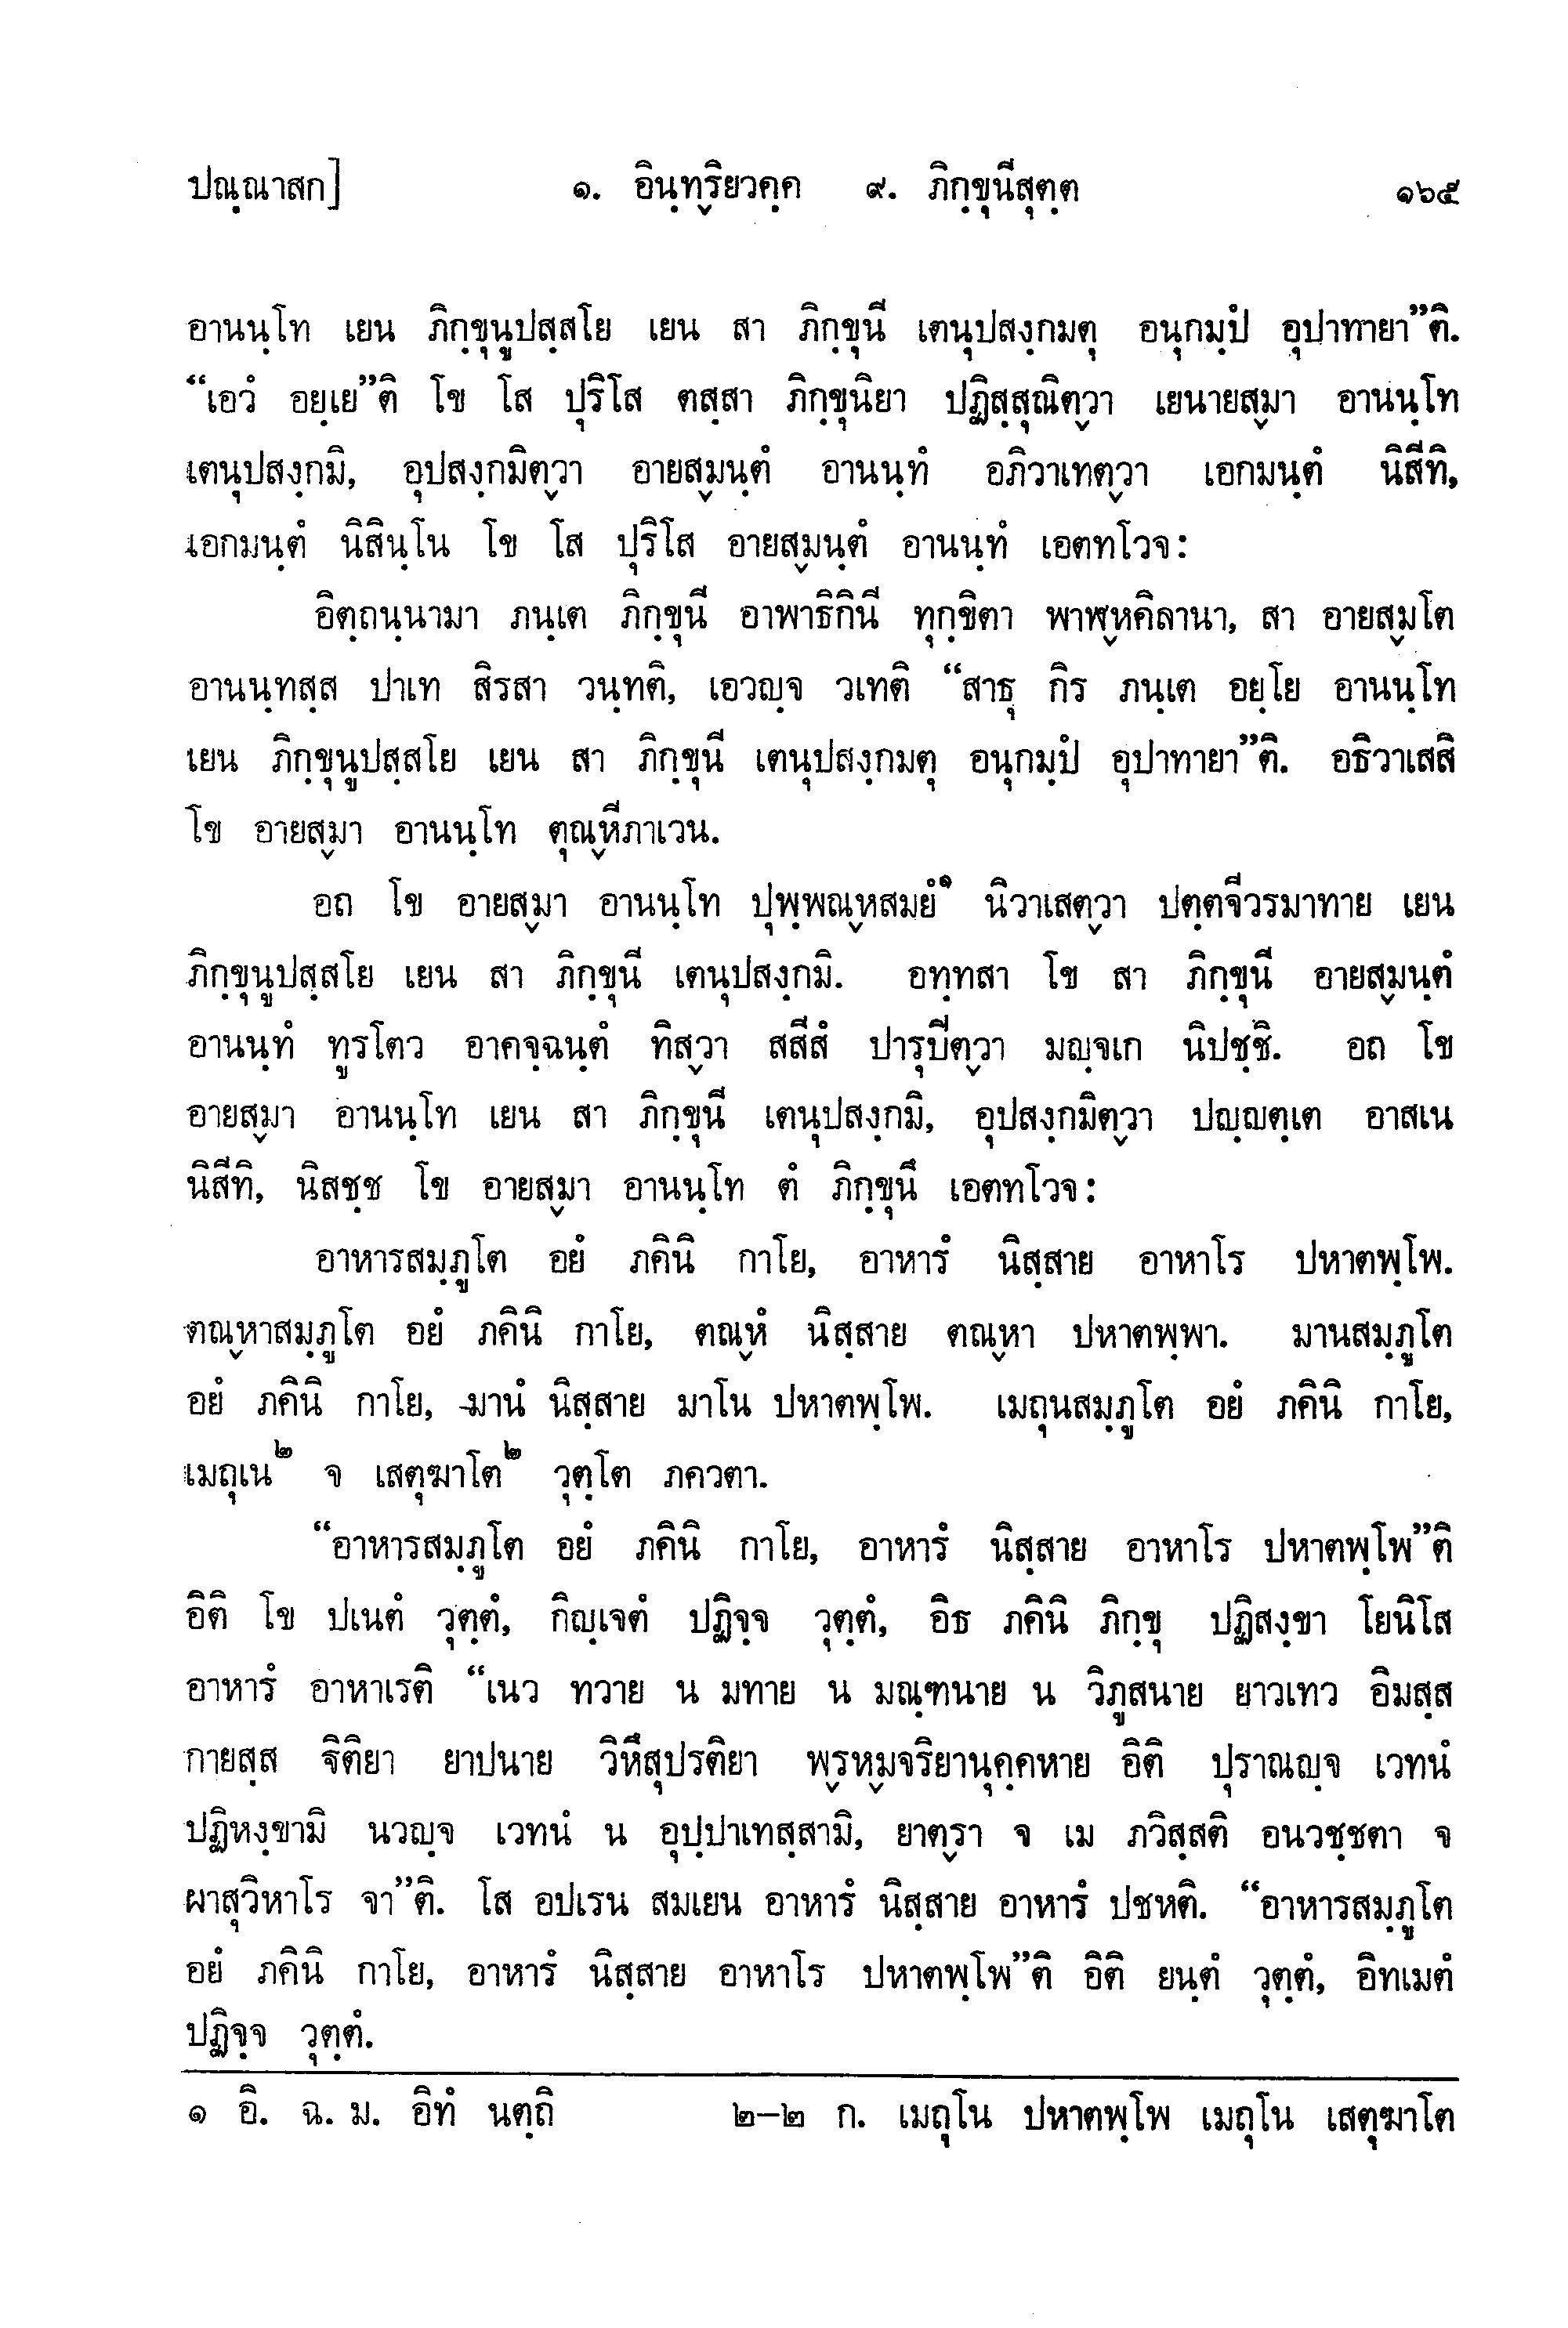 ปณฺณาสก] ๑. อินฺทฺริยวคฺค ๙. ภิกฺขุนีสุตฺต ๑๖๕
อานนฺโท เยน ภิกฺขุนูปสฺสโย เยน สา ภิกฺขุนี เตนุปสงฺกมตุ อนุกมฺปํ อุปาทายา”ติ.
“เอวํ อยฺเย”ติ โข โส ปุริโส ตสฺสา ภิกฺขุนิยา ปฏิสฺสุณิตฺวา เยนายสฺมา อานนฺโท
เตนุปสงฺกมิ, อุปสงฺกมิตฺวา อายสฺมนฺตํ อานนฺทํ อภิวาเทตฺวา เอกมนฺตํ นิสีทิ,
เอกมนฺตํ นิสินฺโน โข โส ปุริโส อายสฺมนฺตํ อานนฺทํ เอตทโวจ:
อิตฺถนฺนามา ภนฺเต ภิกฺขุนี อาพาธิกินี ทุกฺขิตา พาฬฺหคิลานา, สา อายสฺมโต
อานนฺทสฺส ปาเท สิรสา วนฺทติ, เอวญฺจ วเทติ “สาธุ กิร ภนฺเต อยฺโย อานนฺโท
เยน ภิกฺขุนูปสฺสโย เยน สา ภิกฺขุนี เตนุปสงฺกมตุ อนุกมฺปํ อุปาทายา”ติ. อธิวาเสสิ
โข อายสฺมา อานนฺโท ตุณฺหีภาเวน.
อถ โข อายสฺมา อานนฺโท ปุพฺพณฺหสมยํ๑ นิวาเสตฺวา ปตฺตจีวรมาทาย เยน
ภิกฺขุนูปสฺสโย เยน สา ภิกฺขุนี เตนุปสงฺกมิ. อทฺทสา โข สา ภิกฺขุนี อายสฺมนฺตํ
อานนฺทํ ทูรโตว อาคจฺฉนฺตํ ทิสฺวา สสีสํ ปารุปิตฺวา มญฺจเก นิปชฺชิ. อถ โข
อายสฺมา อานนฺโท เยน สา ภิกฺขุนี เตนุปสงฺกมิ, อุปสงฺกมิตฺวา ปญฺญตฺเต อาสเน
นิสีทิ, นิสชฺช โข อายสฺมา อานนฺโท ตํ ภิกฺขุนึ เอตทโวจ:
อาหารสมฺภูโต อยํ ภคินิ กาโย, อาหารํ นิสฺสาย อาหาโร ปหาตพฺโพ.
ตณฺหาสมฺภูโต อยํ ภคินิ กาโย, ตณฺหํ นิสฺสาย ตณฺหา ปหาตพฺพา. มานสมฺภูโต
อยํ ภคินิ กาโย, มานํ นิสฺสาย มาโน ปหาตพฺโพ. เมถุนสมฺภูโต อยํ ภคินิ กาโย,
เมถุเน๒ จ เสตุฆาโต๒ วุตฺโต ภควตา.
“อาหารสมฺภูโต อยํ ภคินิ กาโย, อาหารํ นิสฺสาย อาหาโร ปหาตพฺโพ”ติ
อิติ โข ปเนตํ วุตฺตํ, กิญฺเจตํ ปฏิจฺจ วุตฺตํ, อิธ ภคินิ ภิกฺขุ ปฏิสงฺขา โยนิโส
อาหารํ อาหาเรติ “เนว ทวาย น มทาย น มณฺฑนาย น วิภูสนาย ยาวเทว อิมสฺส
กายสฺส ฐิติยา ยาปนาย วิหึสุปรติยา พฺรหฺมจริยานุคฺคหาย อิติ ปุราณญฺจ เวทนํ
ปฏิหงฺขามิ นวญฺจ เวทนํ น อุปฺปาเทสฺสามิ, ยาตฺรา จ เม ภวิสฺสติ อนวชฺชตา จ
ผาสุวิหาโร จา”ติ. โส อปเรน สมเยน อาหารํ นิสฺสาย อาหารํ ปชหติ. “อาหารสมฺภูโต
อยํ ภคินิ กาโย, อาหารํ นิสฺสาย อาหาโร ปหาตพฺโพ”ติ อิติ ยนฺตํ วุตฺตํ, อิทเมตํ
ปฏิจฺจ วุตฺตํ.
๑ อิ. ฉ. ม. อิทํ นตฺถิ ๒–๒ ก. เมถุโน ปหาตพฺโพ เมถุโน เสตุฆาโต